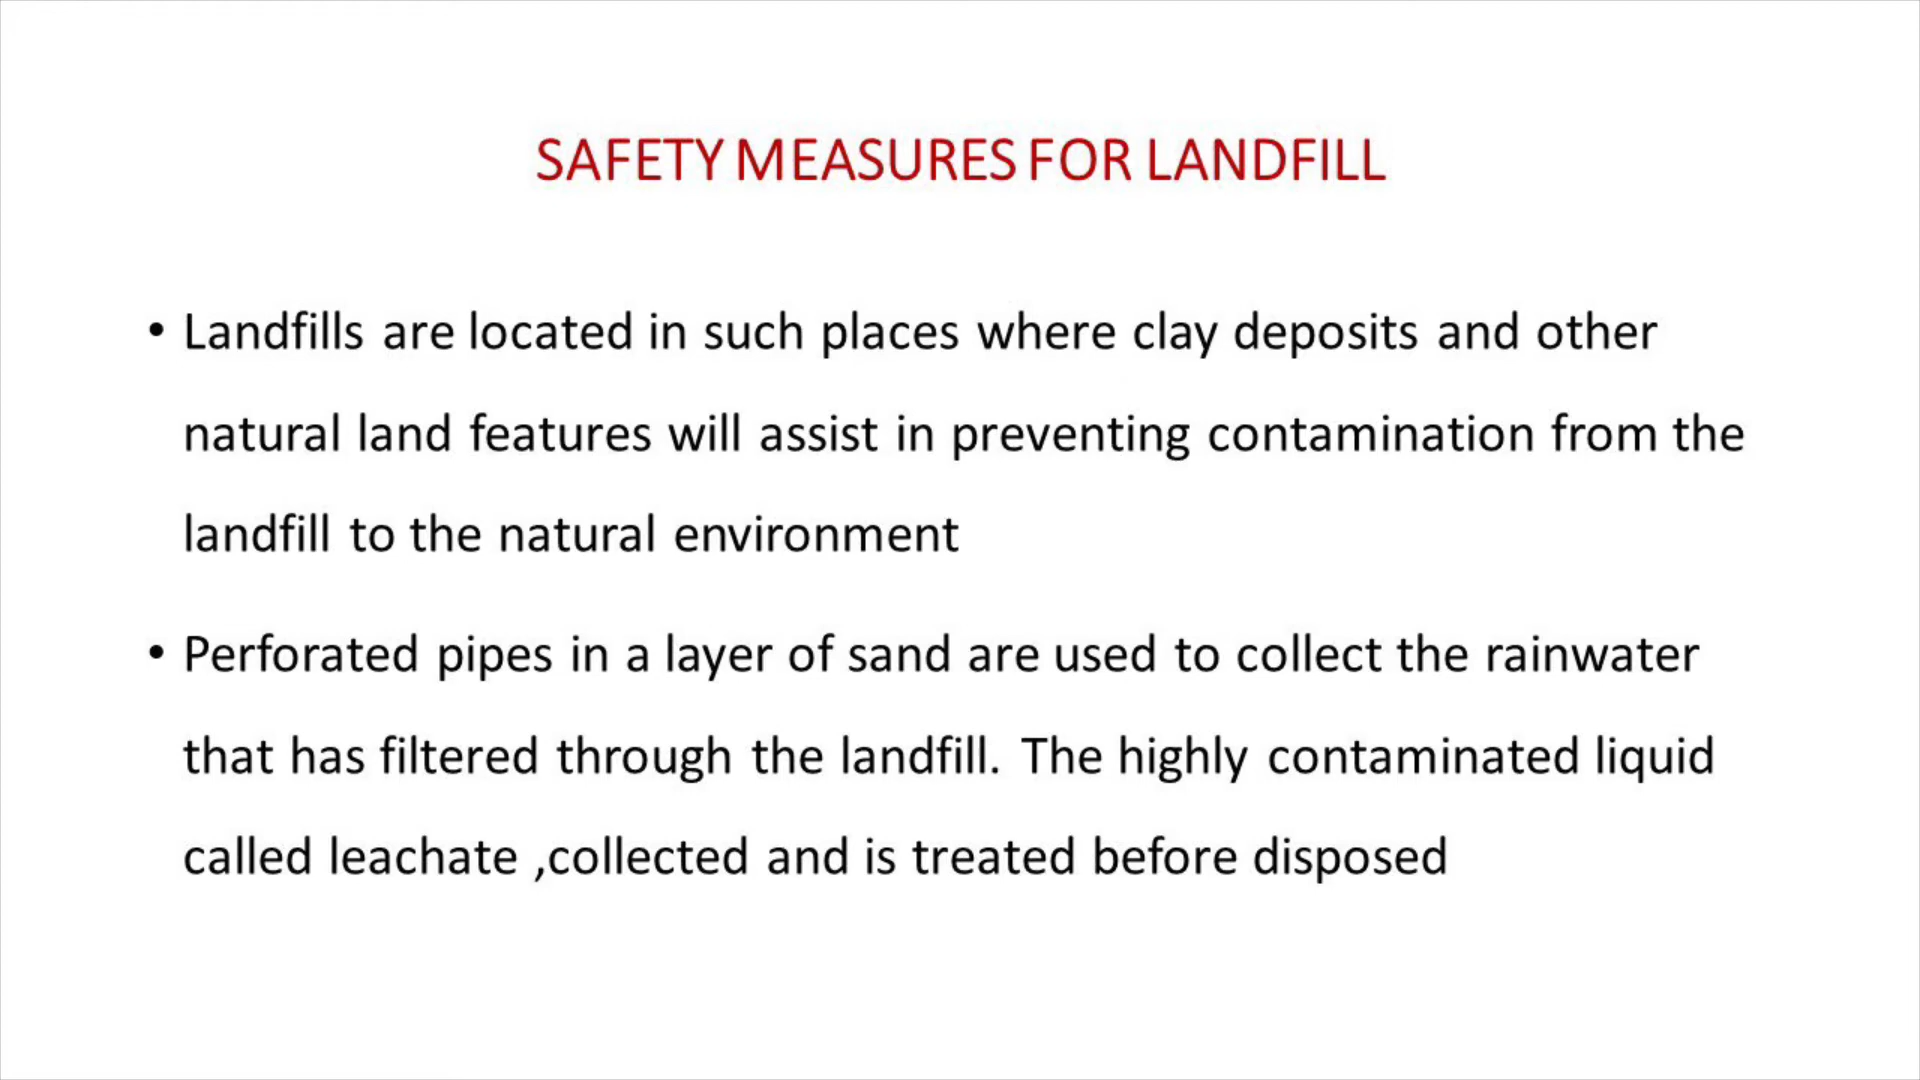 SAFETY MEASURES FOR LANDFILL
• Landfills are located in such places where clay deposits and other
natural land features will assist in preventing contamination from the
landfill to the natural environment
• Perforated pipes in a layer of sand are used to collect the rainwater
that has filtered through the landfill. The highly contaminated liquid
called leachate ,collected and is treated before disposed